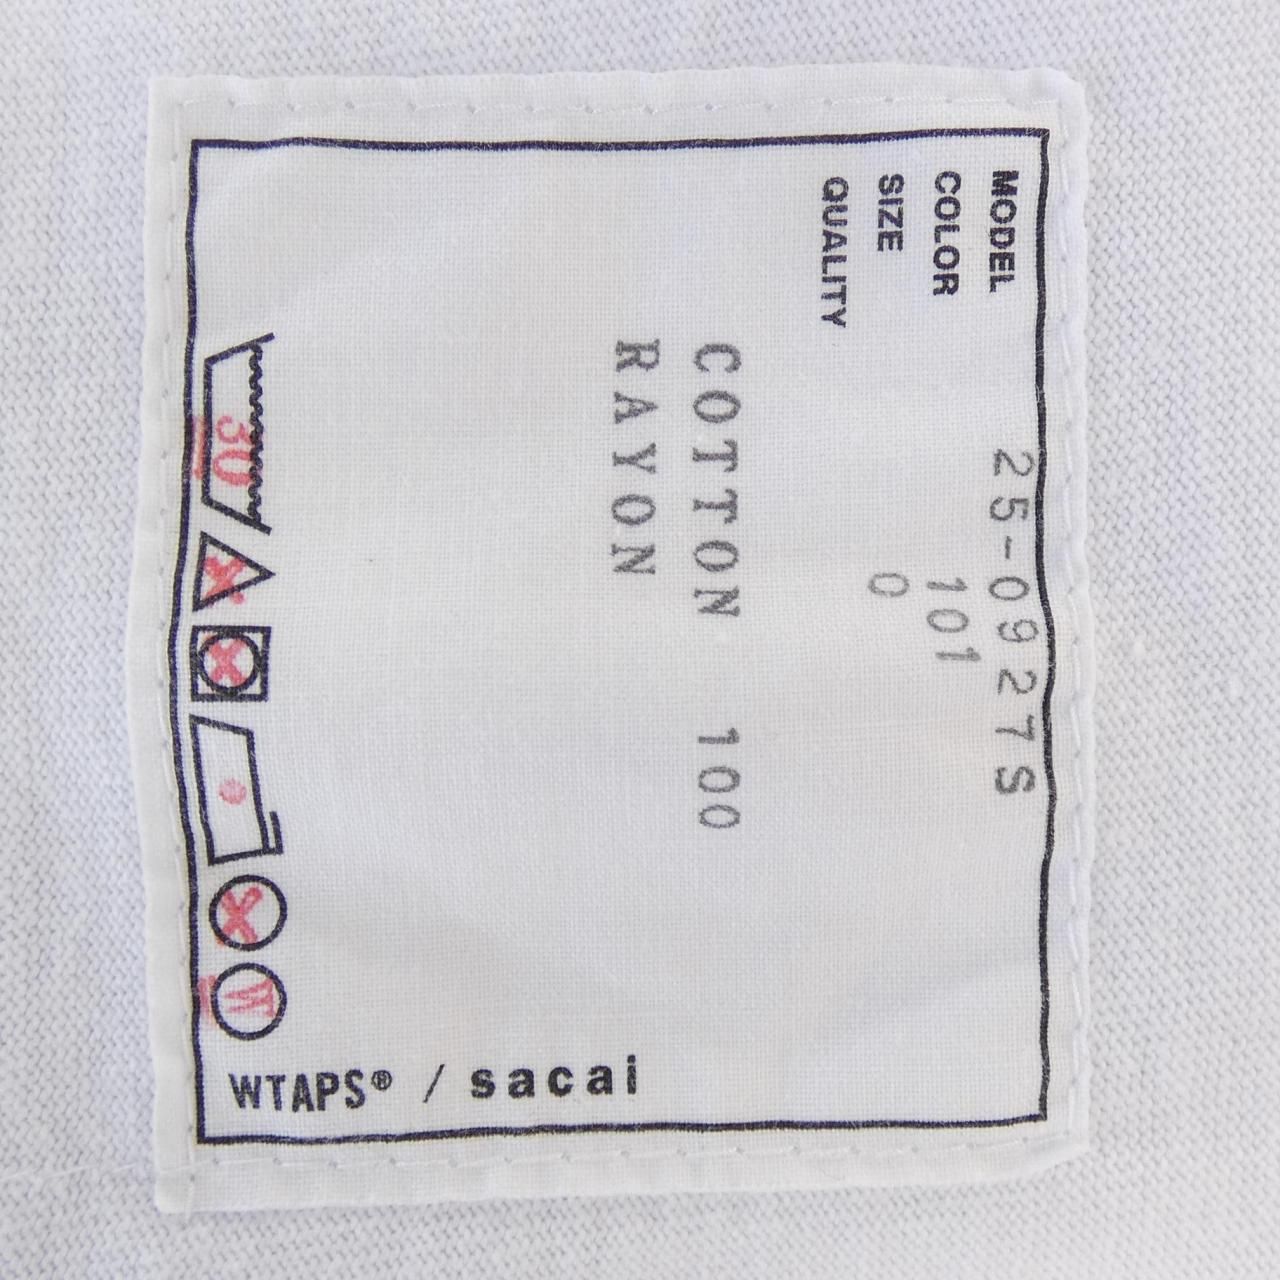 MODEL 25-0927S
COLOR 101
SIZE 0
QUALITY
COTTON 100
RAYON
30
W
WTAPS® / sacai